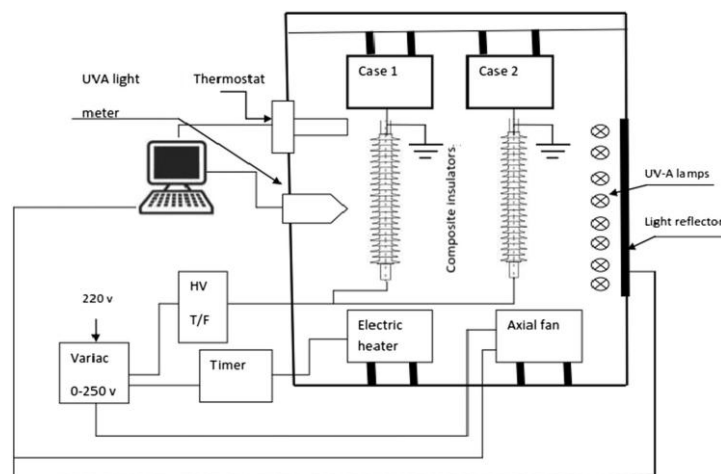 Case 1
Case 2
UVA light
meter
Thermostat
Composite insulators
UV-A lamps
Light reflector
HV
T/F
220 v
Variac
0-250 v
Timer
Electric
heater
Axial fan